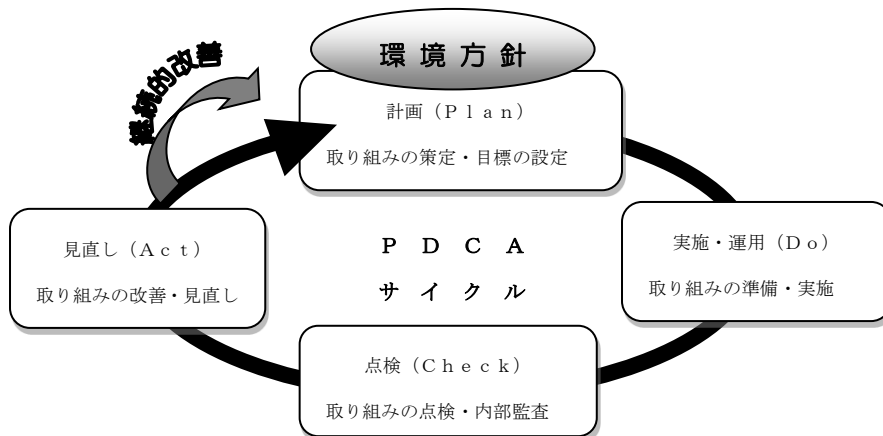 継続的改善
環境方針
計画（Ｐｌａｎ）
取り組みの策定・目標の設定
見直し（Ａｃｔ）
取り組みの改善・見直し
ＰＤＣＡ
サイクル
実施・運用（Ｄｏ）
取り組みの準備・実施
点検（Ｃｈｅｃｋ）
取り組みの点検・内部監査